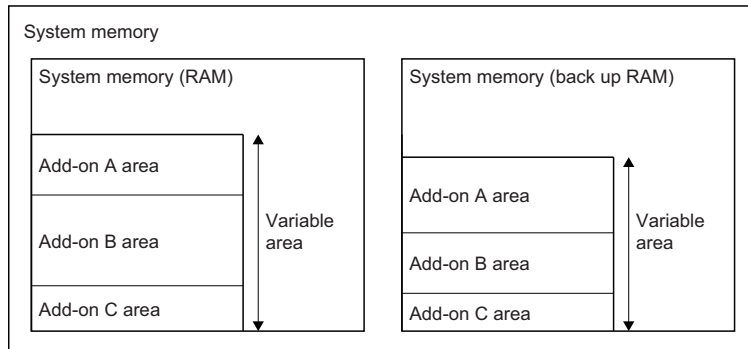 System memory
System memory (RAM)
Add-on A area
Add-on B area
Add-on C area
Variable
area
System memory (back up RAM)
Add-on A area
Add-on B area
Add-on C area
Variable
area